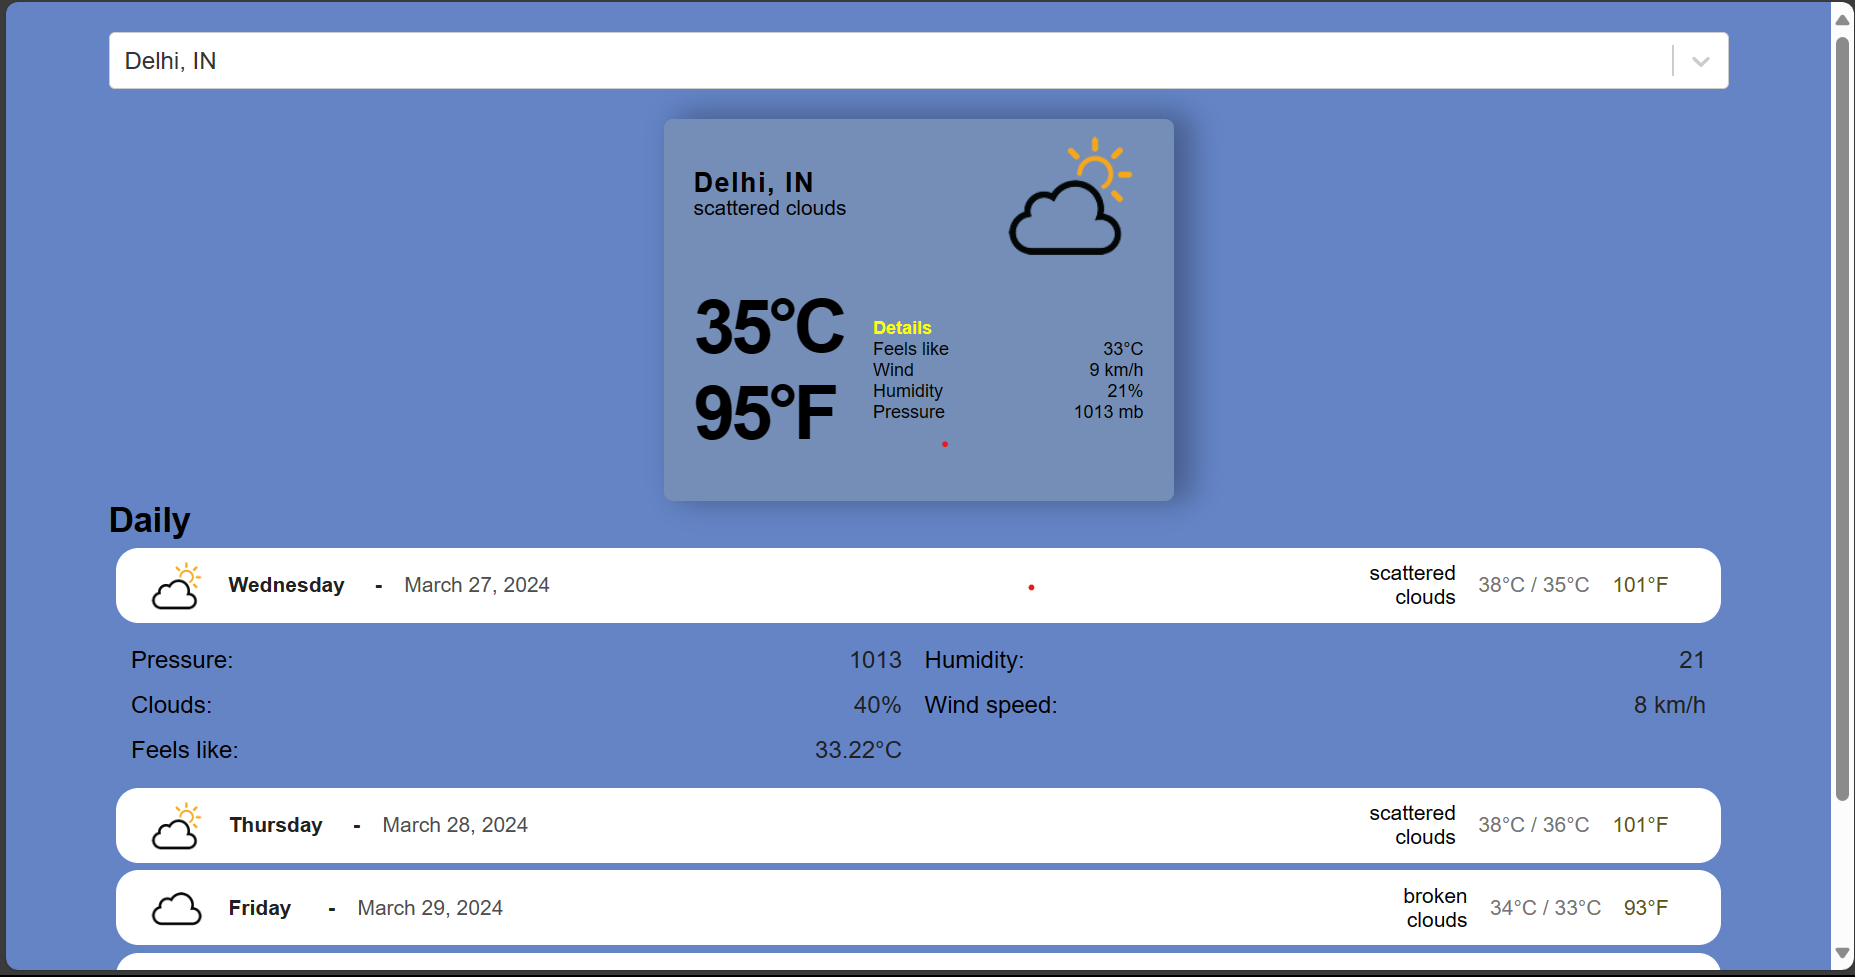 Delhi, IN
Delhi, IN
scattered clouds
35°C
95°F
Details
Feels like 33°C
Wind 9 km/h
Humidity 21%
Pressure 1013 mb
Daily
Wednesday - March 27, 2024 scattered clouds 38°C / 35°C 101°F
Pressure: 1013 Humidity: 21
Clouds: 40% Wind speed: 8 km/h
Feels like: 33.22°C
Thursday - March 28, 2024 scattered clouds 38°C / 36°C 101°F
Friday - March 29, 2024 broken clouds 34°C / 33°C 93°F